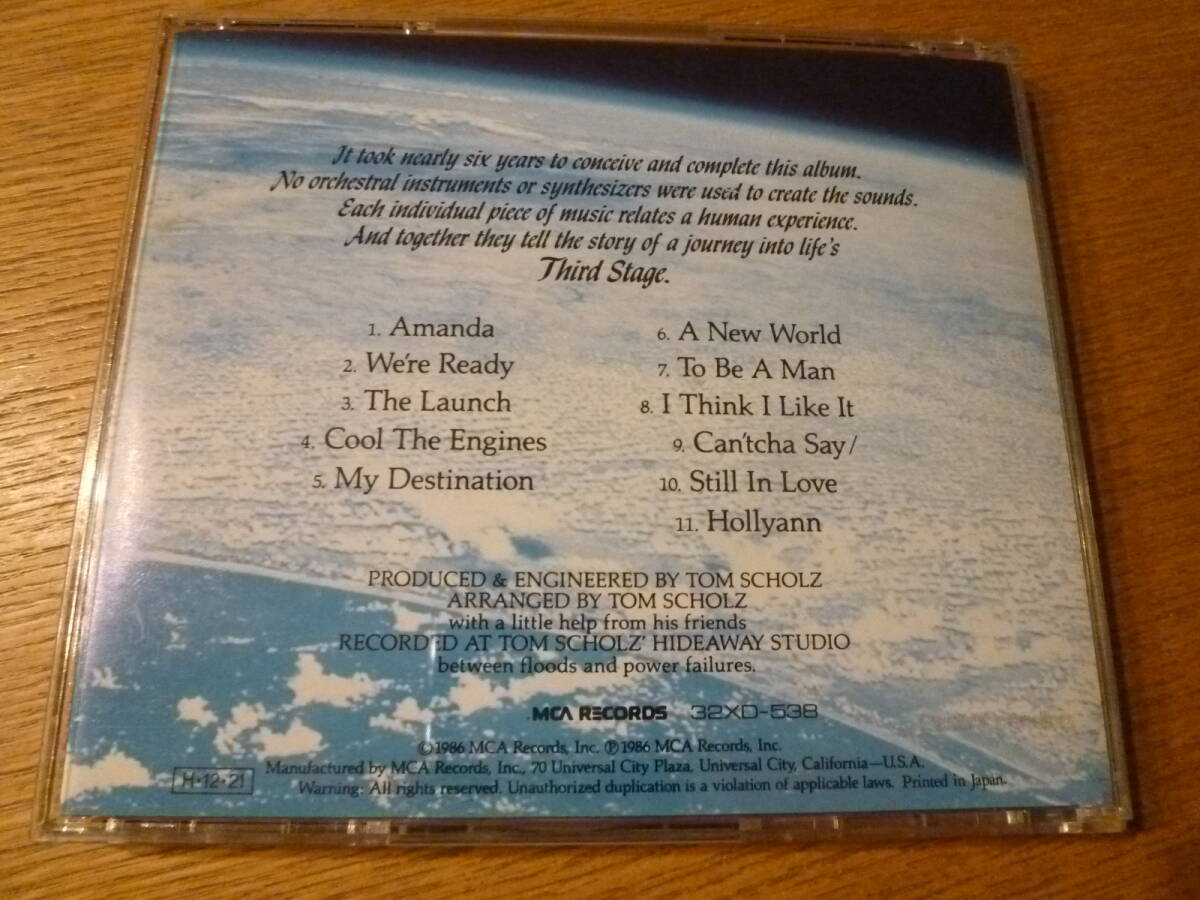 It took nearly six years to conceive and complete this album.
No orchestral instruments or synthesizers were used to create the sounds.
Each individual piece of music relates a human experience.
And together they tell the story of a journey into life's
Third Stage.
1. Amanda
2. We're Ready
3. The Launch
4. Cool The Engines
5. My Destination
6. A New World
7. To Be A Man
8. I Think I Like It
9. Can'tcha Say/
10. Still In Love
11. Hollyann
PRODUCED & ENGINEERED BY TOM SCHOLZ
ARRANGED BY TOM SCHOLZ
with a little help from his friends
RECORDED AT TOM SCHOLZ' HIDEAWAY STUDIO
between floods and power failures.
MCA RECORDS 32XD-538
©1986 MCA Records, Inc. ℗1986 MCA Records, Inc.
Manufactured by MCA Records, Inc., 70 Universal City Plaza, Universal City, California—U.S.A.
H•12•21 Warning: All rights reserved. Unauthorized duplication is a violation of applicable laws. Printed in Japan.